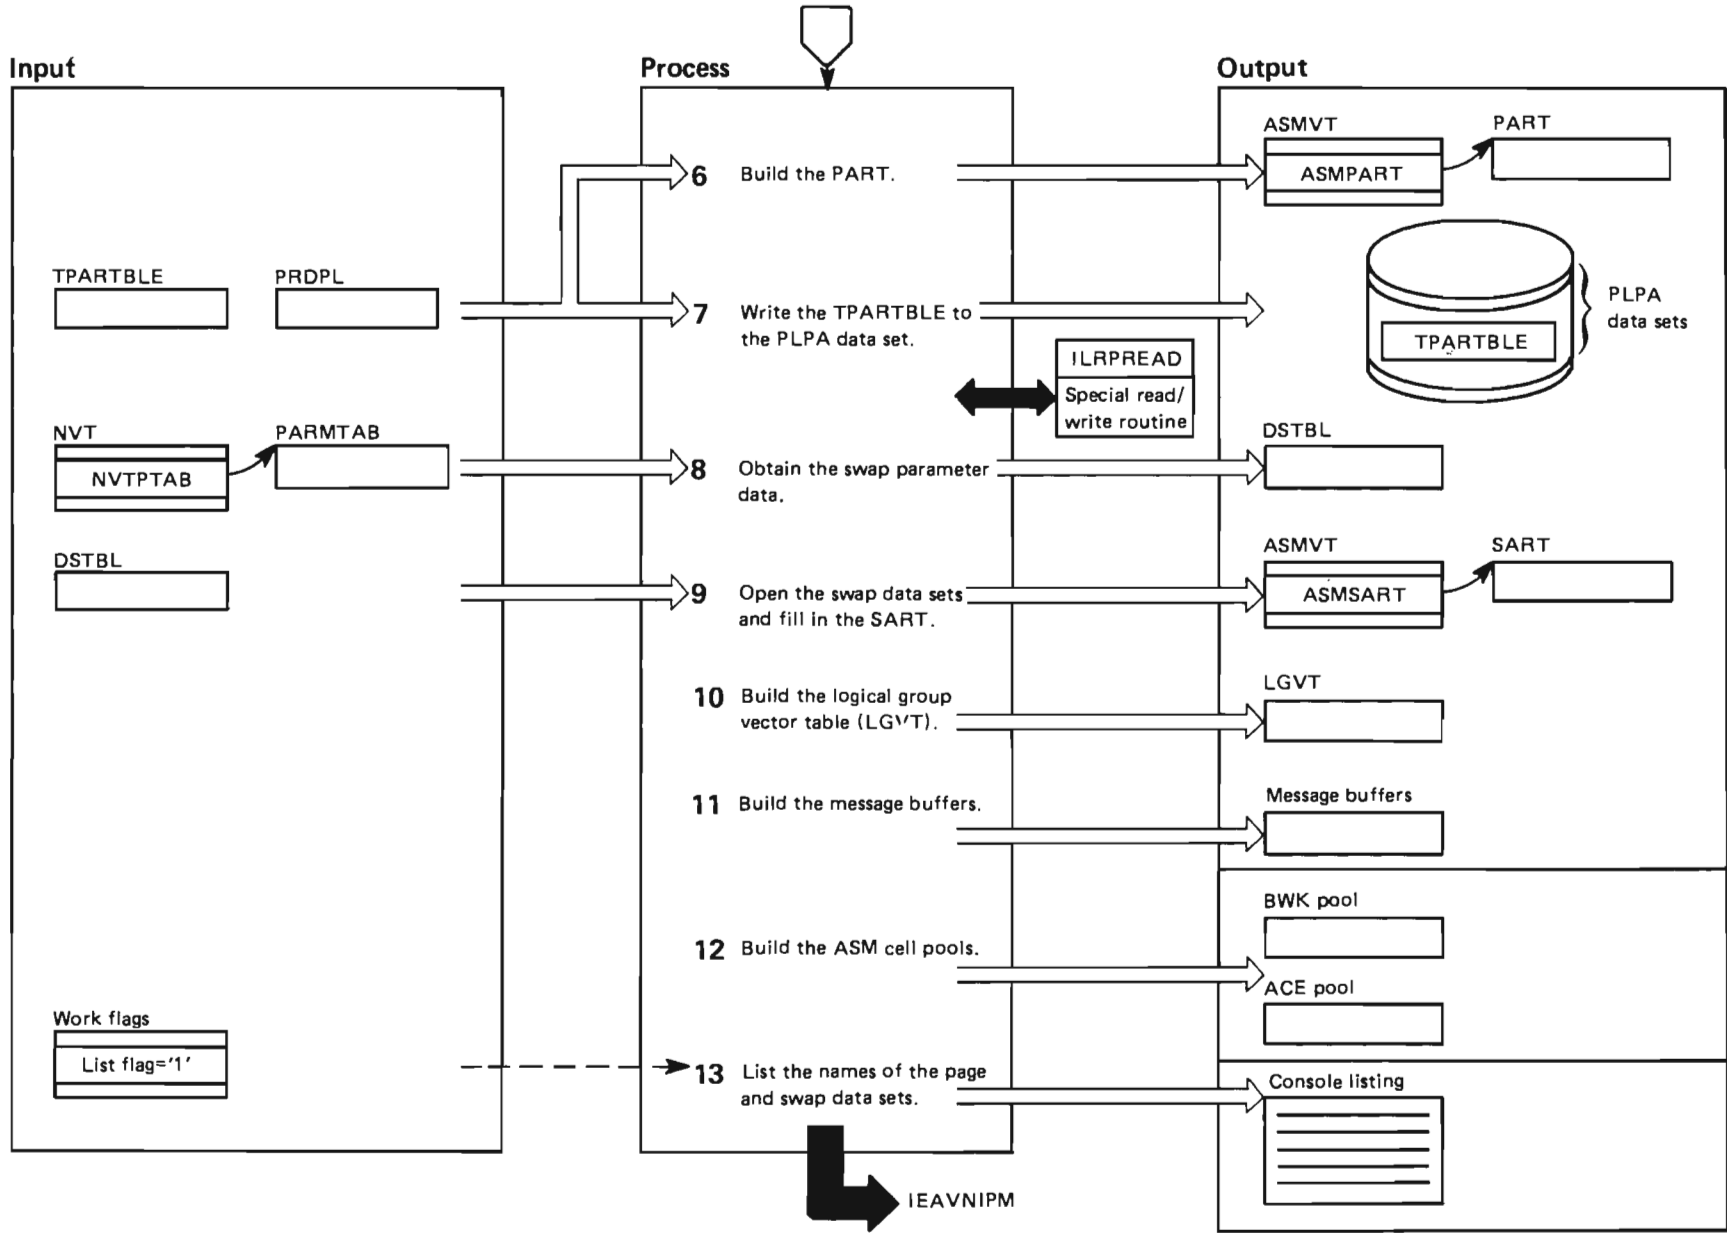 Input
Process
Output
ASMVT
PART
ASMPART
6 Build the PART.
TPARTBLE
PRDPL
7 Write the TPARTBLE to
the PLPA data set.
PLPA
data sets
TPARTBLE
ILRPREAD
Special read/
write routine
NVT
PARMTAB
NVTPTAB
8 Obtain the swap parameter
data.
DSTBL
DSTBL
9 Open the swap data sets
and fill in the SART.
ASMVT
SART
ASMSART
10 Build the logical group
vector table (LGVT).
LGVT
11 Build the message buffers.
Message buffers
12 Build the ASM cell pools.
BWK pool
ACE pool
Work flags
List flag='1'
13 List the names of the page
and swap data sets.
Console listing
IEAVNIPM